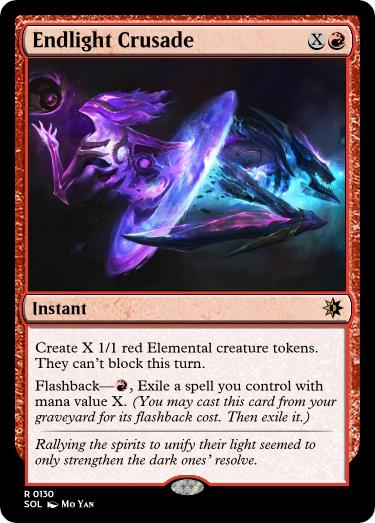 Endlight Crusade X
Instant
Create X 1/1 red Elemental creature tokens.
They can't block this turn.
Flashback—, Exile a spell you control with
mana value X. (You may cast this card from your
graveyard for its flashback cost. Then exile it.)
Rallying the spirits to unify their light seemed to
only strengthen the dark ones' resolve.
R 0130
SOL Mo Yan